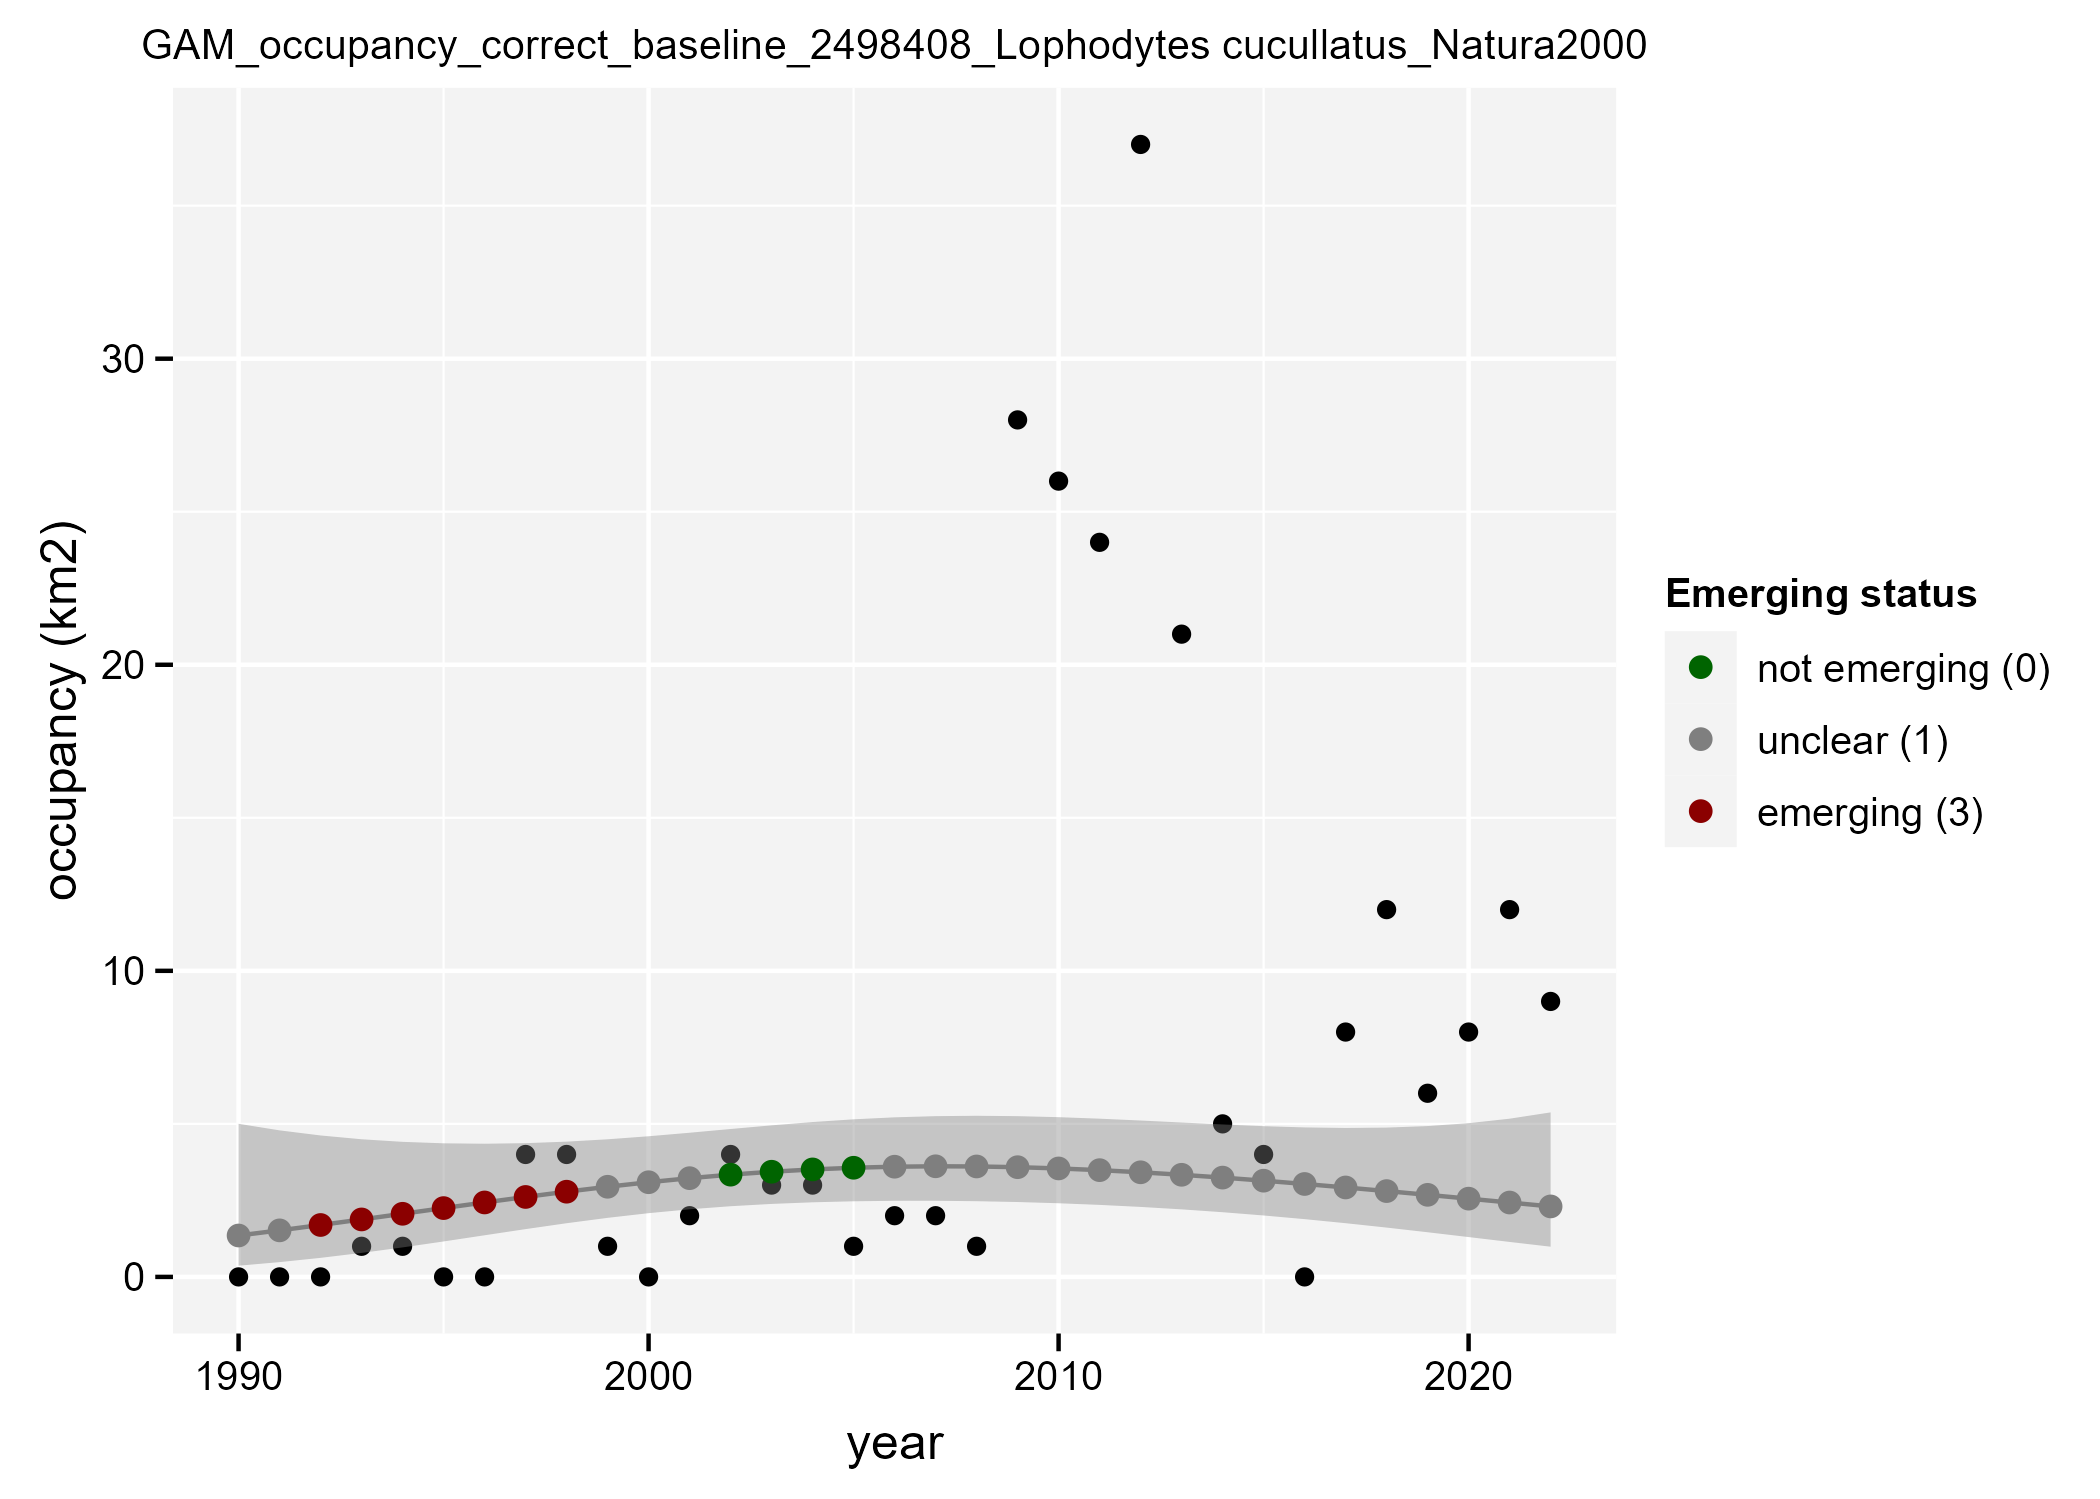 GAM_occupancy_correct_baseline_2498408_Lophodytes cucullatus_Natura2000
occupancy (km2)
30
20
10
0
1990
2000
2010
2020
year
Emerging status
not emerging (0)
unclear (1)
emerging (3)